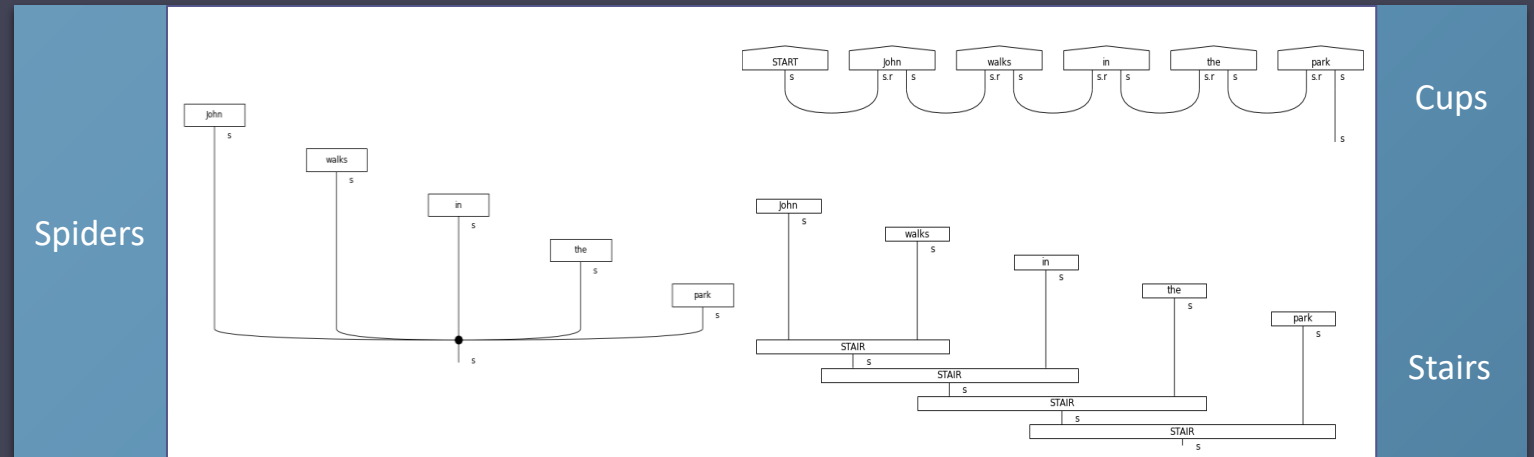 Spiders
John
s
walks
s
in
s
the
s
park
s
s
START John walks in the park
s s.r s s.r s s.r s s.r s s.r s
s
John
s
walks
s
in
s
the
s
park
s
STAIR
s
STAIR
s
STAIR
s
STAIR
s
Cups
Stairs